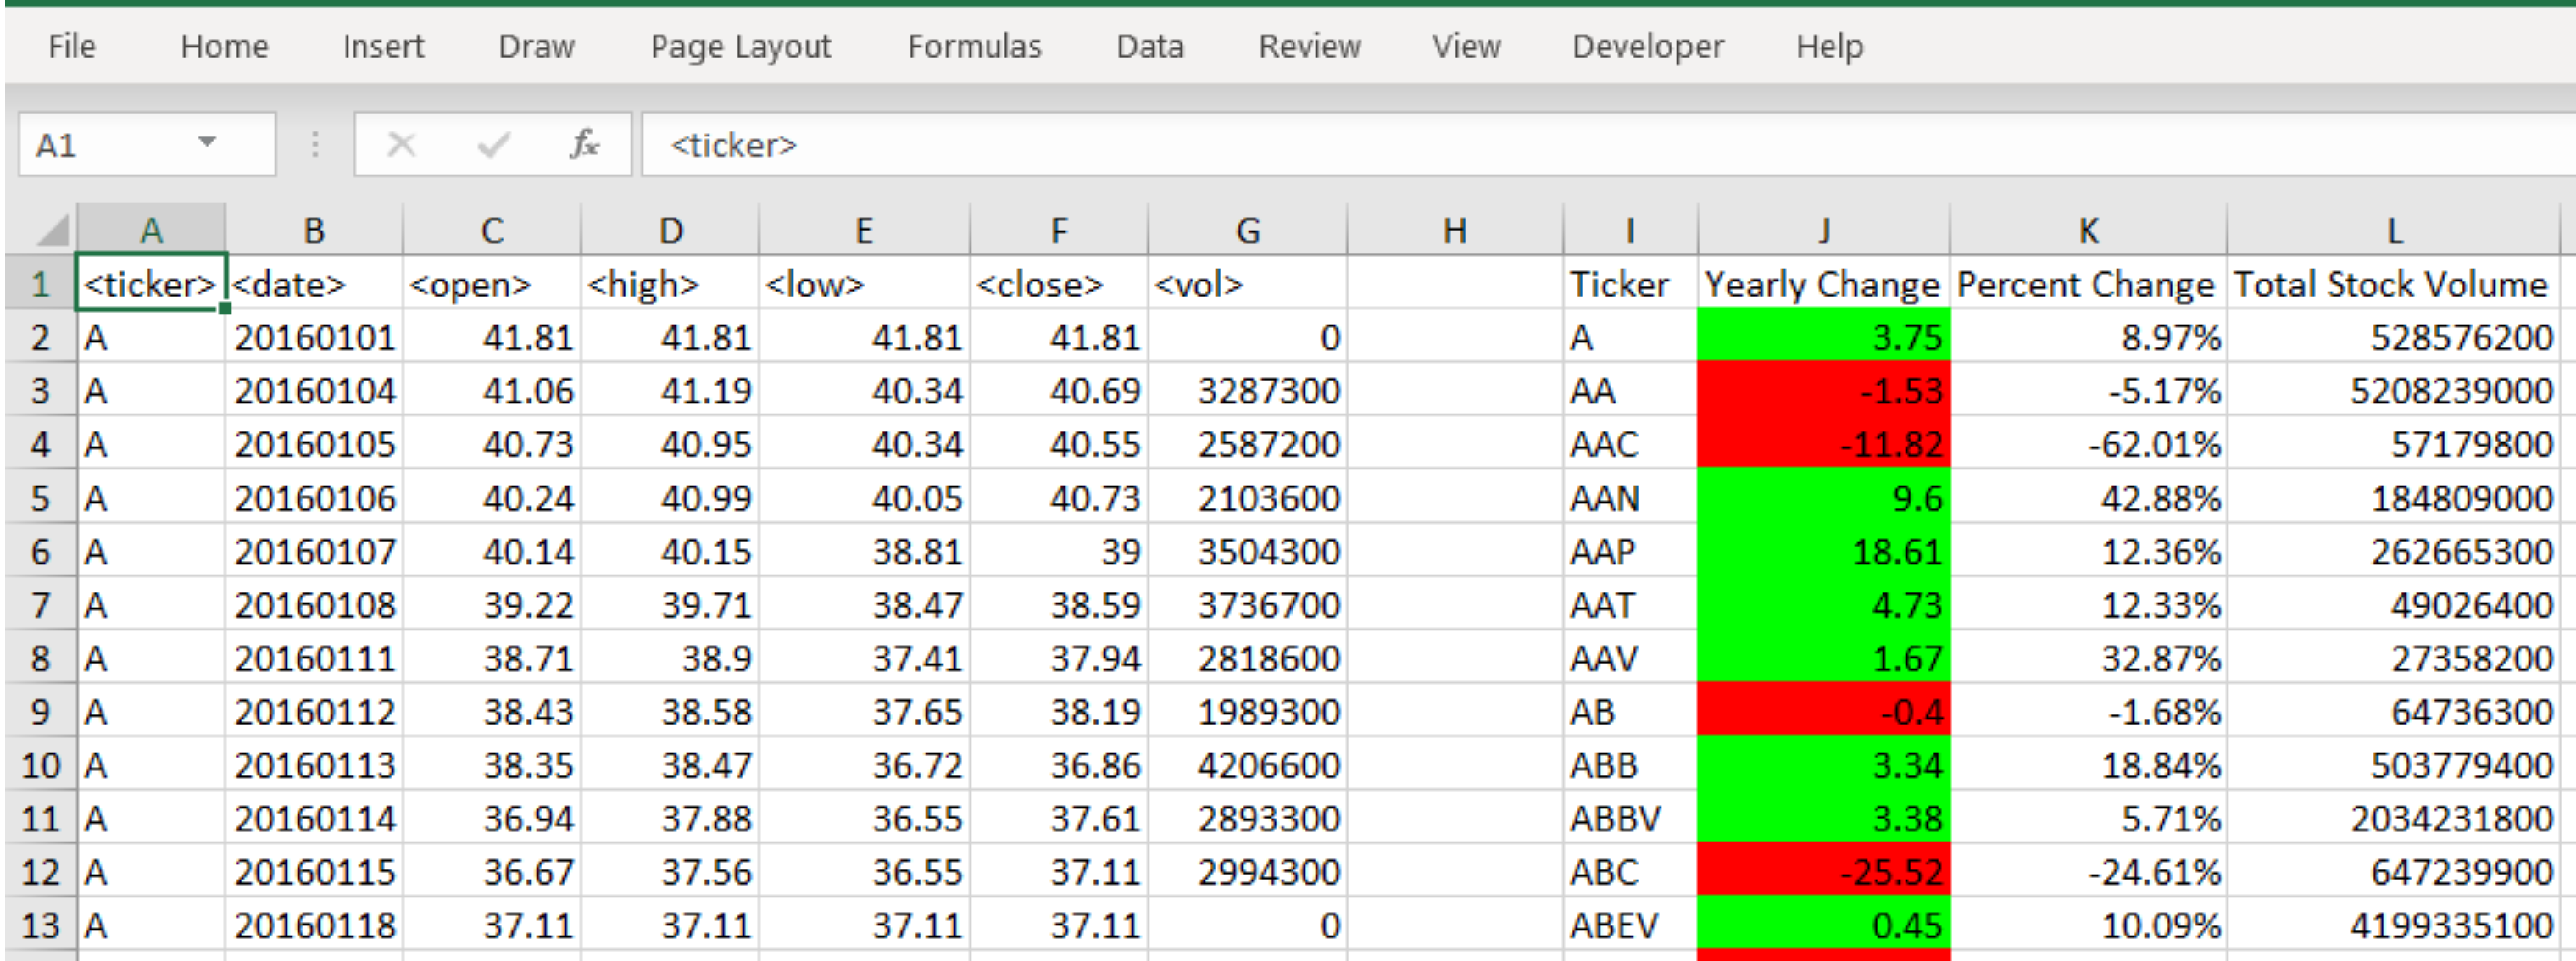 File Home Insert Draw Page Layout Formulas Data Review View Developer Help
A1 fx <ticker>
A B C D E F G H I J K L
1 <ticker> <date> <open> <high> <low> <close> <vol> Ticker Yearly Change Percent Change Total Stock Volume
2 A 20160101 41.81 41.81 41.81 41.81 0 A 3.75 8.97% 528576200
3 A 20160104 41.06 41.19 40.34 40.69 3287300 AA -1.53 -5.17% 5208239000
4 A 20160105 40.73 40.95 40.34 40.55 2587200 AAC -11.82 -62.01% 57179800
5 A 20160106 40.24 40.99 40.05 40.73 2103600 AAN 9.6 42.88% 184809000
6 A 20160107 40.14 40.15 38.81 39 3504300 AAP 18.61 12.36% 262665300
7 A 20160108 39.22 39.71 38.47 38.59 3736700 AAT 4.73 12.33% 49026400
8 A 20160111 38.71 38.9 37.41 37.94 2818600 AAV 1.67 32.87% 27358200
9 A 20160112 38.43 38.58 37.65 38.19 1989300 AB -0.4 -1.68% 64736300
10 A 20160113 38.35 38.47 36.72 36.86 4206600 ABB 3.34 18.84% 503779400
11 A 20160114 36.94 37.88 36.55 37.61 2893300 ABBV 3.38 5.71% 2034231800
12 A 20160115 36.67 37.56 36.55 37.11 2994300 ABC -25.52 -24.61% 647239900
13 A 20160118 37.11 37.11 37.11 37.11 0 ABEV 0.45 10.09% 4199335100